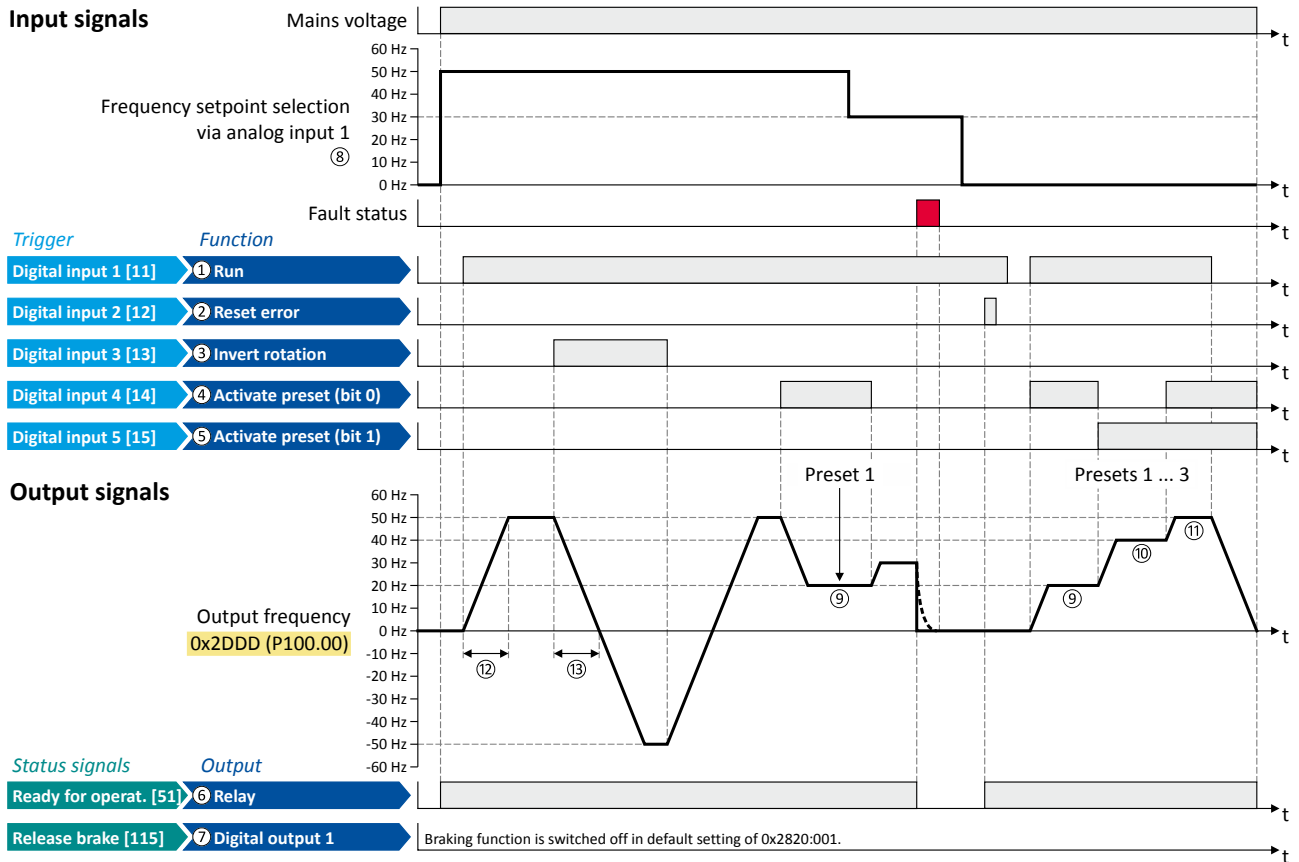 Input signals
Mains voltage
t
60 Hz
50 Hz
40 Hz
30 Hz
20 Hz
10 Hz
0 Hz
Frequency setpoint selection
via analog input 1
⑧
t
Fault status
t
Trigger Function
Digital input 1 [11] ① Run
t
Digital input 2 [12] ② Reset error
t
Digital input 3 [13] ③ Invert rotation
t
Digital input 4 [14] ④ Activate preset (bit 0)
t
Digital input 5 [15] ⑤ Activate preset (bit 1)
t
Output signals
Preset 1
Presets 1 ... 3
60 Hz
50 Hz
40 Hz
30 Hz
20 Hz
10 Hz
0 Hz
-10 Hz
-20 Hz
-30 Hz
-40 Hz
-50 Hz
-60 Hz
Output frequency
0x2DDD (P100.00)
⑨
⑨
⑩
⑪
⑫
⑬
t
Status signals Output
Ready for operat. [51] ⑥ Relay
t
Release brake [115] ⑦ Digital output 1
Braking function is switched off in default setting of 0x2820:001.
t